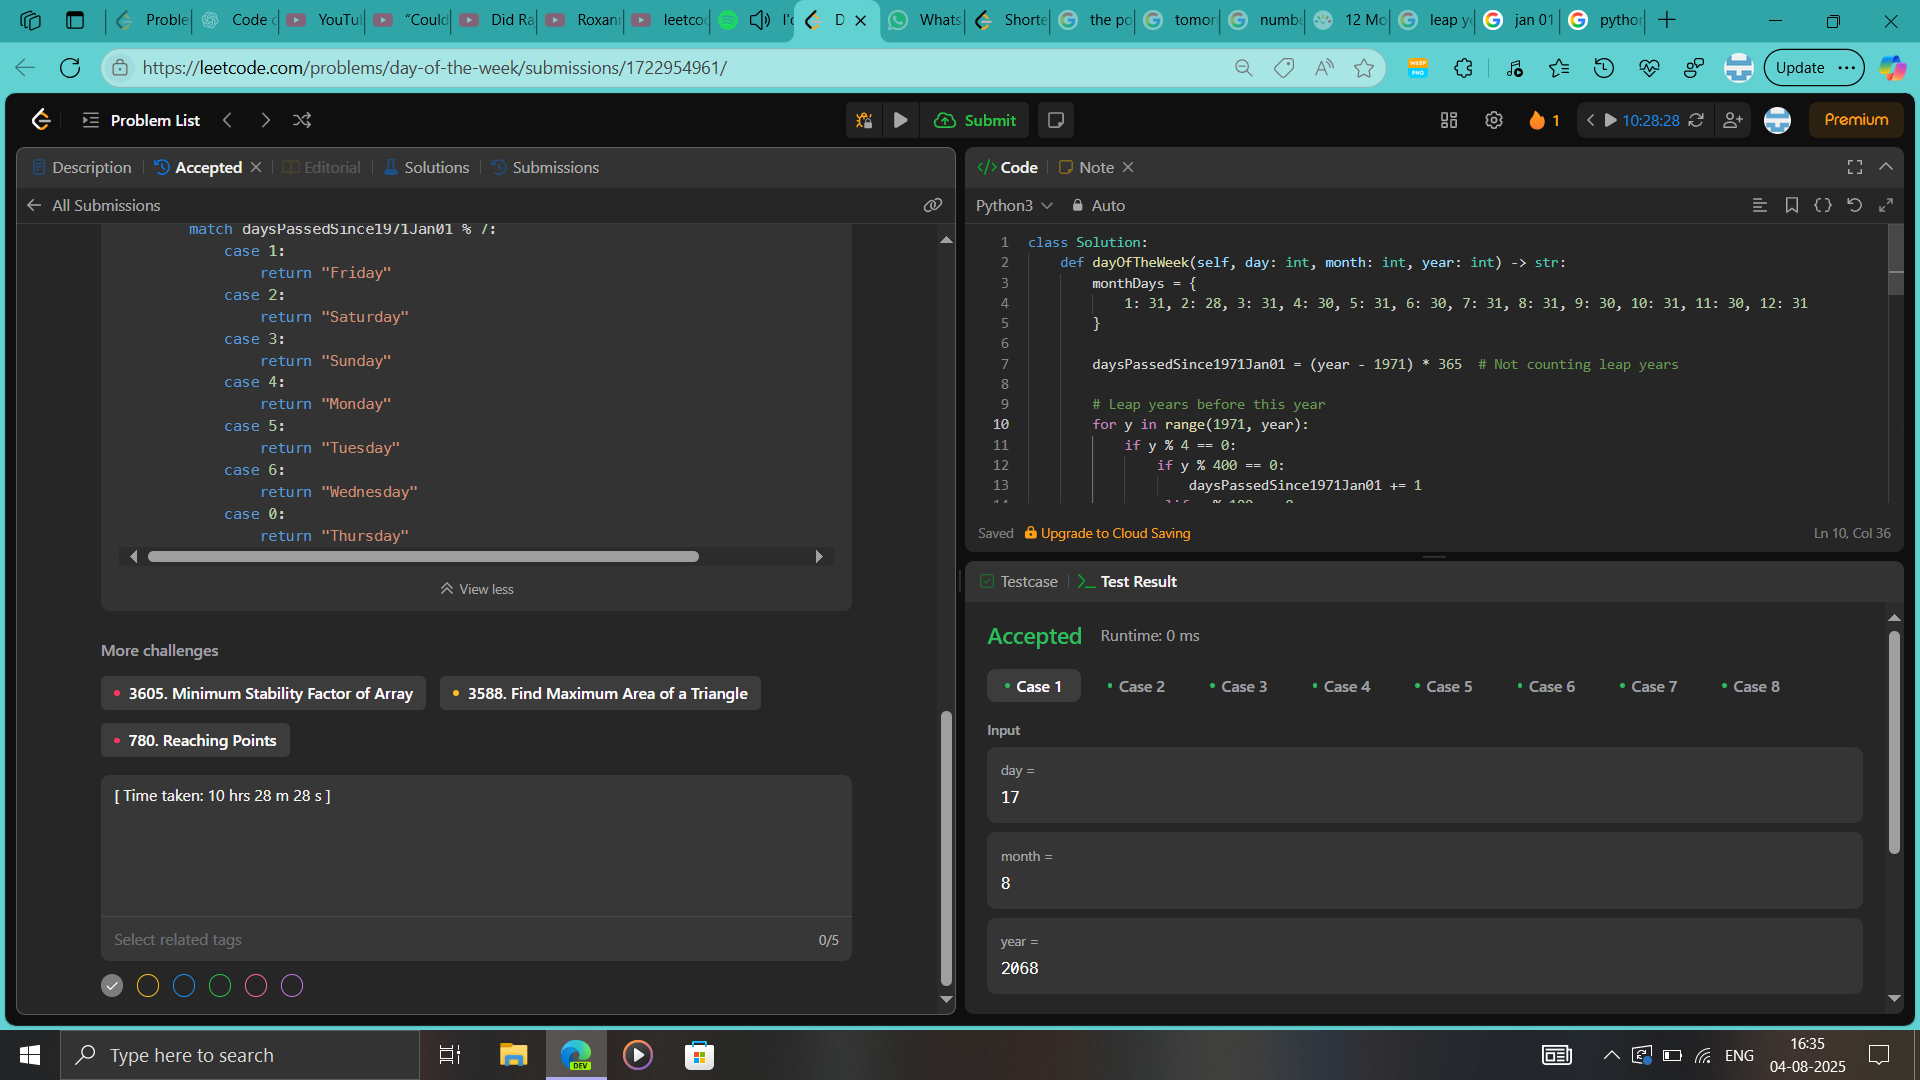 Proble
Code c
YouTu
"Could
Did Ra
Roxan
leetco
I'c
D
Whats
Shorte
the po
tomor
numb
12 Mo
leap ye
jan 01
pythor
https://leetcode.com/problems/day-of-the-week/submissions/1722954961/
Update
Problem List
Submit
1
10:28:28
Premium
Description
Accepted
Editorial
Solutions
Submissions
All Submissions
match daysPassedSince1971Jan01 % 7:
case 1:
return "Friday"
case 2:
return "Saturday"
case 3:
return "Sunday"
case 4:
return "Monday"
case 5:
return "Tuesday"
case 6:
return "Wednesday"
case 0:
return "Thursday"
View less
More challenges
3605. Minimum Stability Factor of Array
3588. Find Maximum Area of a Triangle
780. Reaching Points
[ Time taken: 10 hrs 28 m 28 s ]
Select related tags
0/5
</> Code
Note
Python3
Auto
1 class Solution:
2 def dayOfTheWeek(self, day: int, month: int, year: int) -> str:
3 monthDays = {
4 1: 31, 2: 28, 3: 31, 4: 30, 5: 31, 6: 30, 7: 31, 8: 31, 9: 30, 10: 31, 11: 30, 12: 31
5 }
6
7 daysPassedSince1971Jan01 = (year - 1971) * 365 # Not counting leap years
8
9 # Leap years before this year
10 for y in range(1971, year):
11 if y % 4 == 0:
12 if y % 400 == 0:
13 daysPassedSince1971Jan01 += 1
Saved
Upgrade to Cloud Saving
Ln 10, Col 36
Testcase
Test Result
Accepted
Runtime: 0 ms
Case 1
Case 2
Case 3
Case 4
Case 5
Case 6
Case 7
Case 8
Input
day =
17
month =
8
year =
2068
Type here to search
DEV
ENG
16:35
04-08-2025